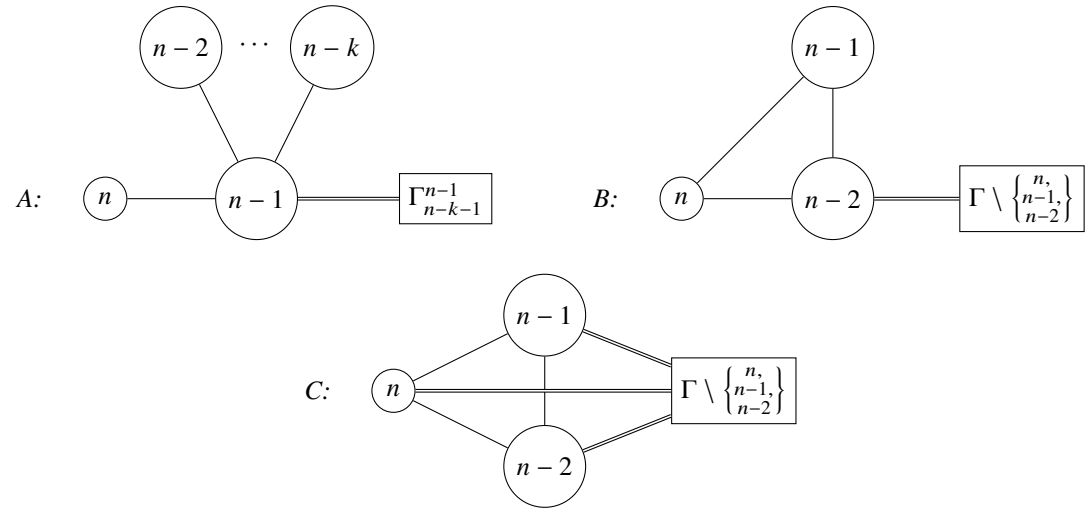 n − 2 ··· n − k
n − 1
A: n n − 1 Γ^{n−1}_{n−k−1}
B: n n − 2 Γ \ {n, n−1, n−2}
n − 1
C: n Γ \ {n, n−1, n−2}
n − 2